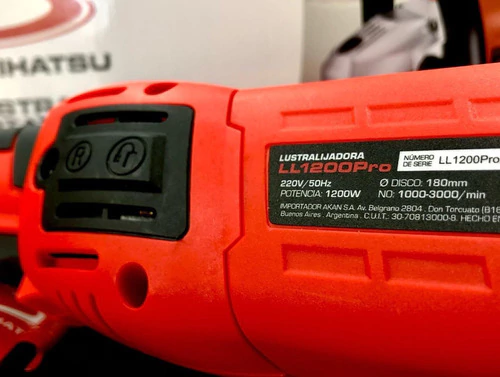 IHATSU
LUSTRALIJADORA
LL1200Pro
NÚMERO DE SERIE
LL1200Pro
220V/50Hz
Ø DISCO: 180mm
POTENCIA: 1200W
NO: 1000-3000/min
IMPORTADOR AKAN S.A. Av. Belgrano 2804 . Don Torcuato (B16
Buenos Aires . Argentina . C.U.I.T.: 30-70813000-8. HECHO EN
R